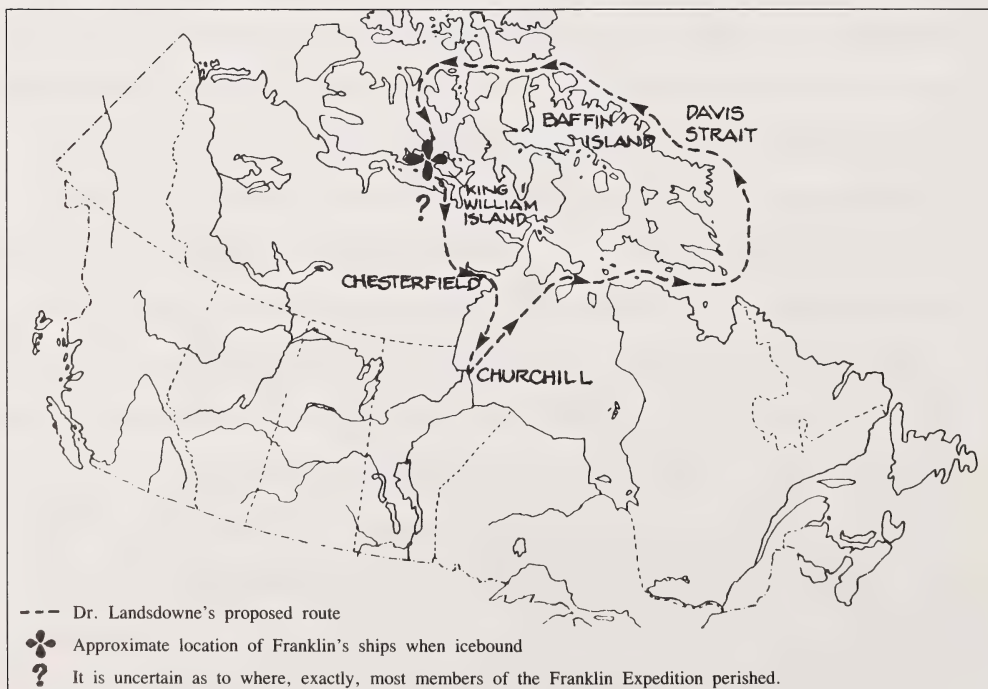 DAVIS
STRAIT
BAFFIN
ISLAND
KING
WILLIAM
ISLAND
?
CHESTERFIELD
CHURCHILL
Dr. Landsdowne's proposed route
Approximate location of Franklin's ships when icebound
? It is uncertain as to where, exactly, most members of the Franklin Expedition perished.